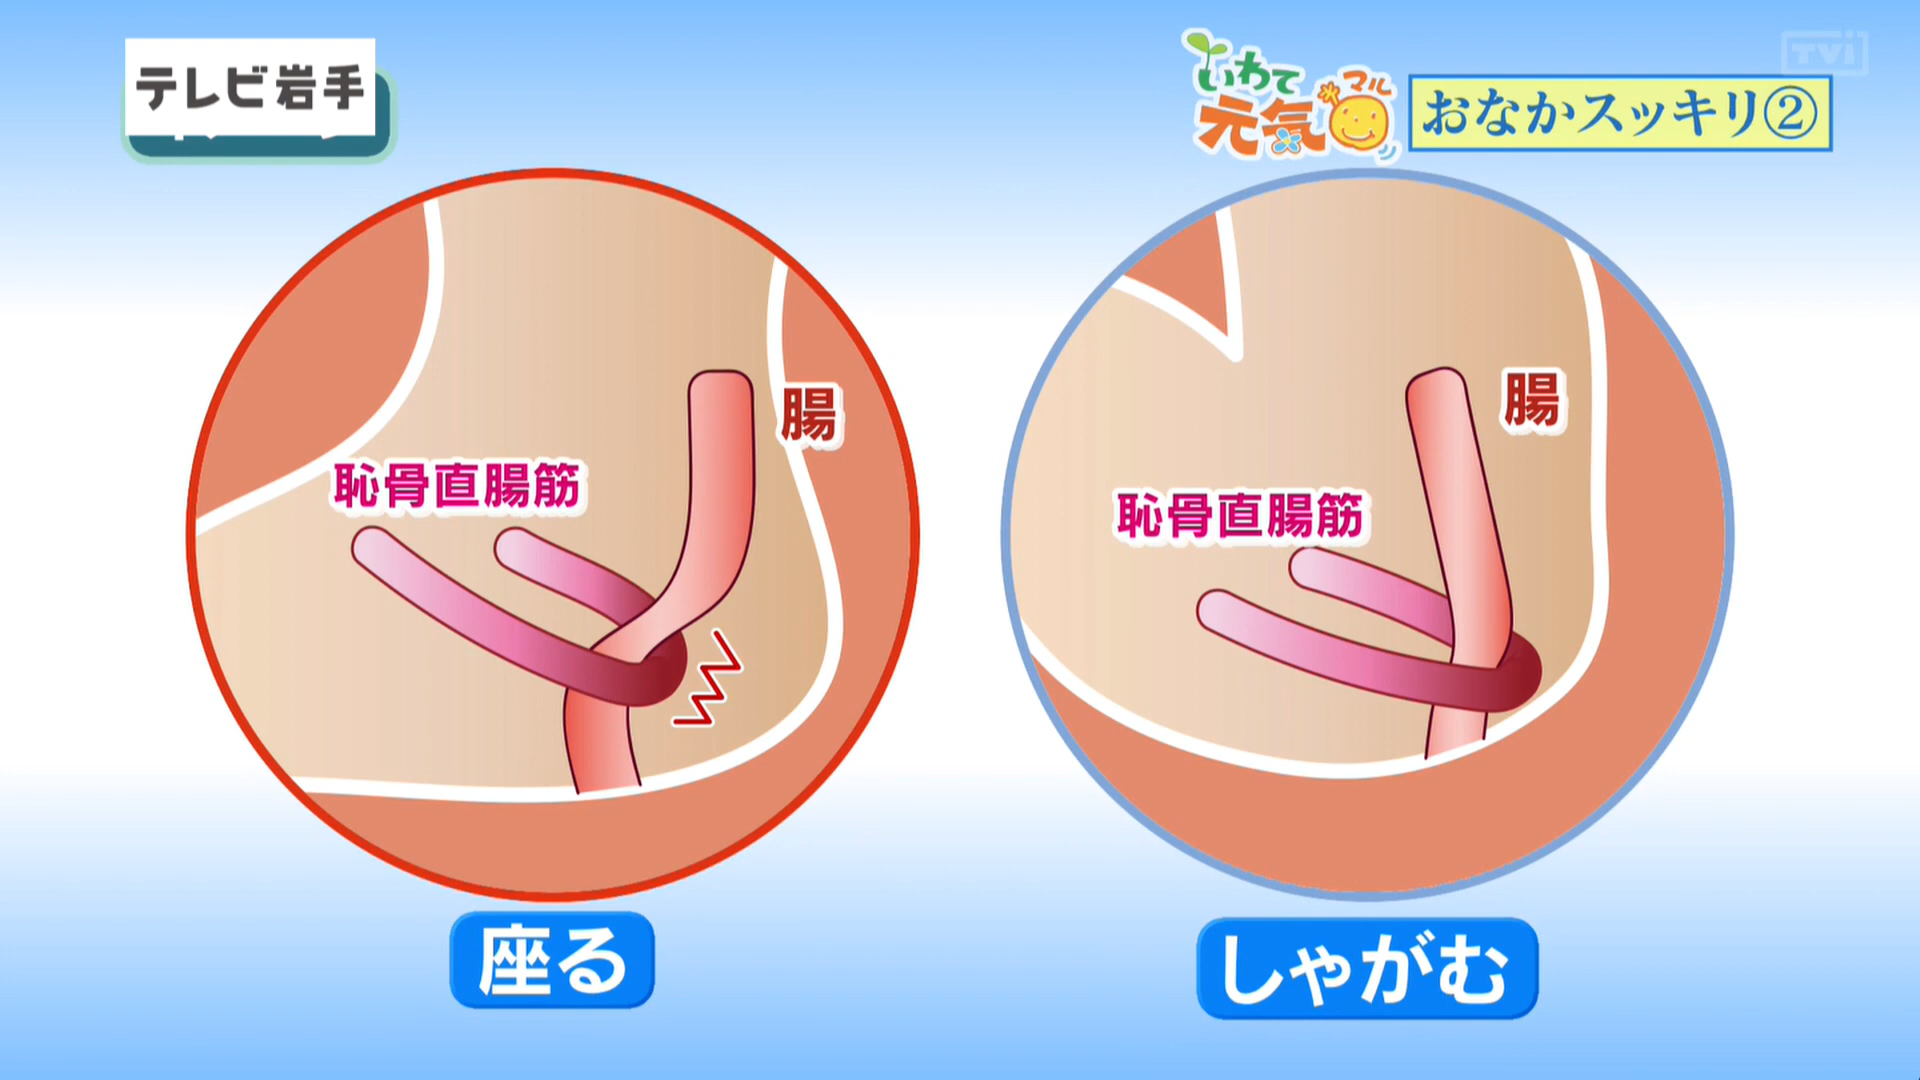 テレビ岩手
いわて
元気
マル
おなかスッキリ②
TVi
腸
恥骨直腸筋
腸
恥骨直腸筋
座る
しゃがむ